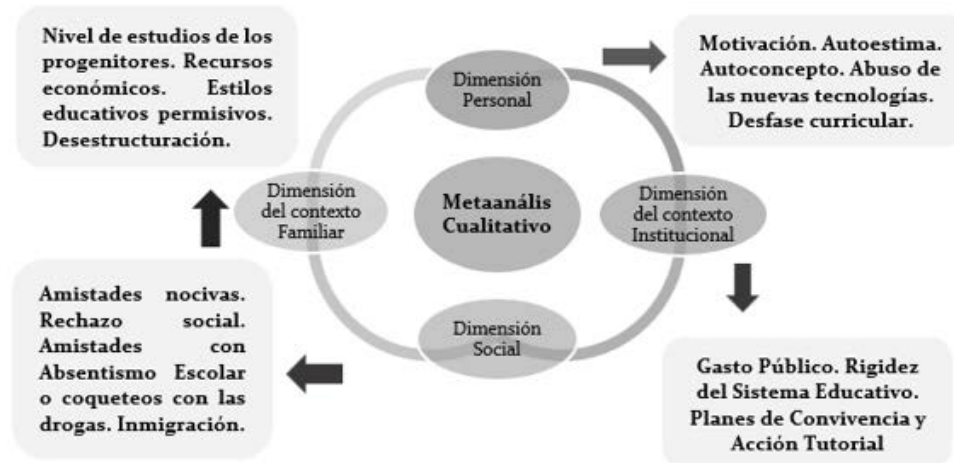 Nivel de estudios de los
progenitores. Recursos
económicos. Estilos
educativos permisivos.
Desestructuración.
Dimensión
Personal
Motivación. Autoestima.
Autoconcepto. Abuso de
las nuevas tecnologías.
Desfase curricular.
Dimensión
del contexto
Familiar
Metaanális
Cualitativo
Dimensión
del contexto
Institucional
Amistades nocivas.
Rechazo social.
Amistades con
Absentismo Escolar
o coqueteos con las
drogas. Inmigración.
Dimensión
Social
Gasto Público. Rigidez
del Sistema Educativo.
Planes de Convivencia y
Acción Tutorial